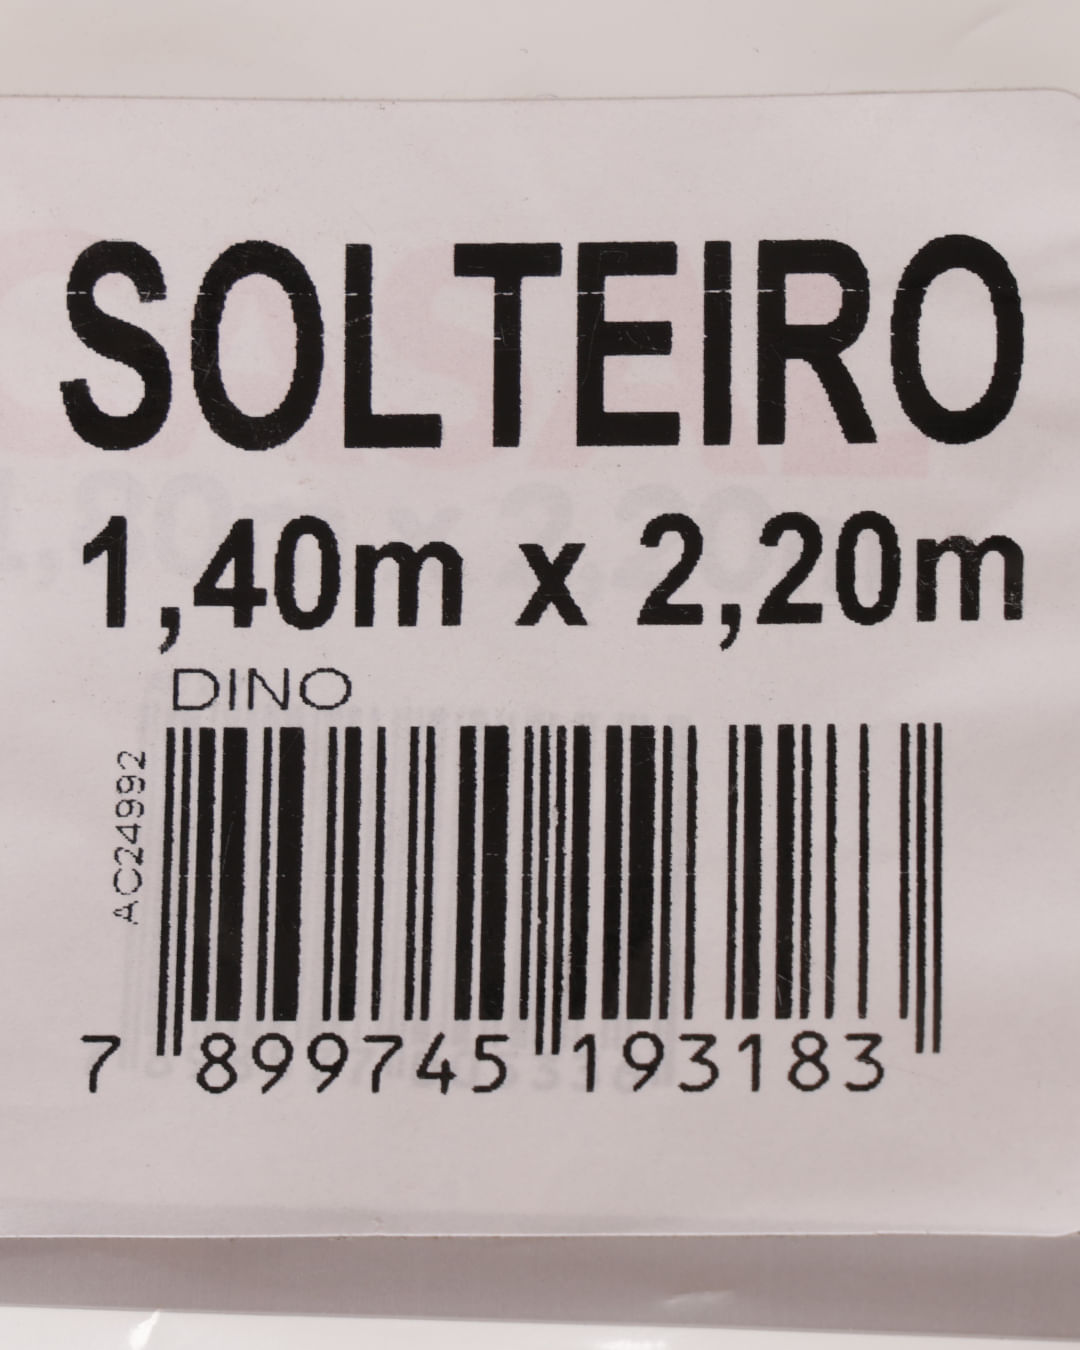 SOLTEIRO
1,40m x 2,20m
DINO
AC24992
7 899745 193183